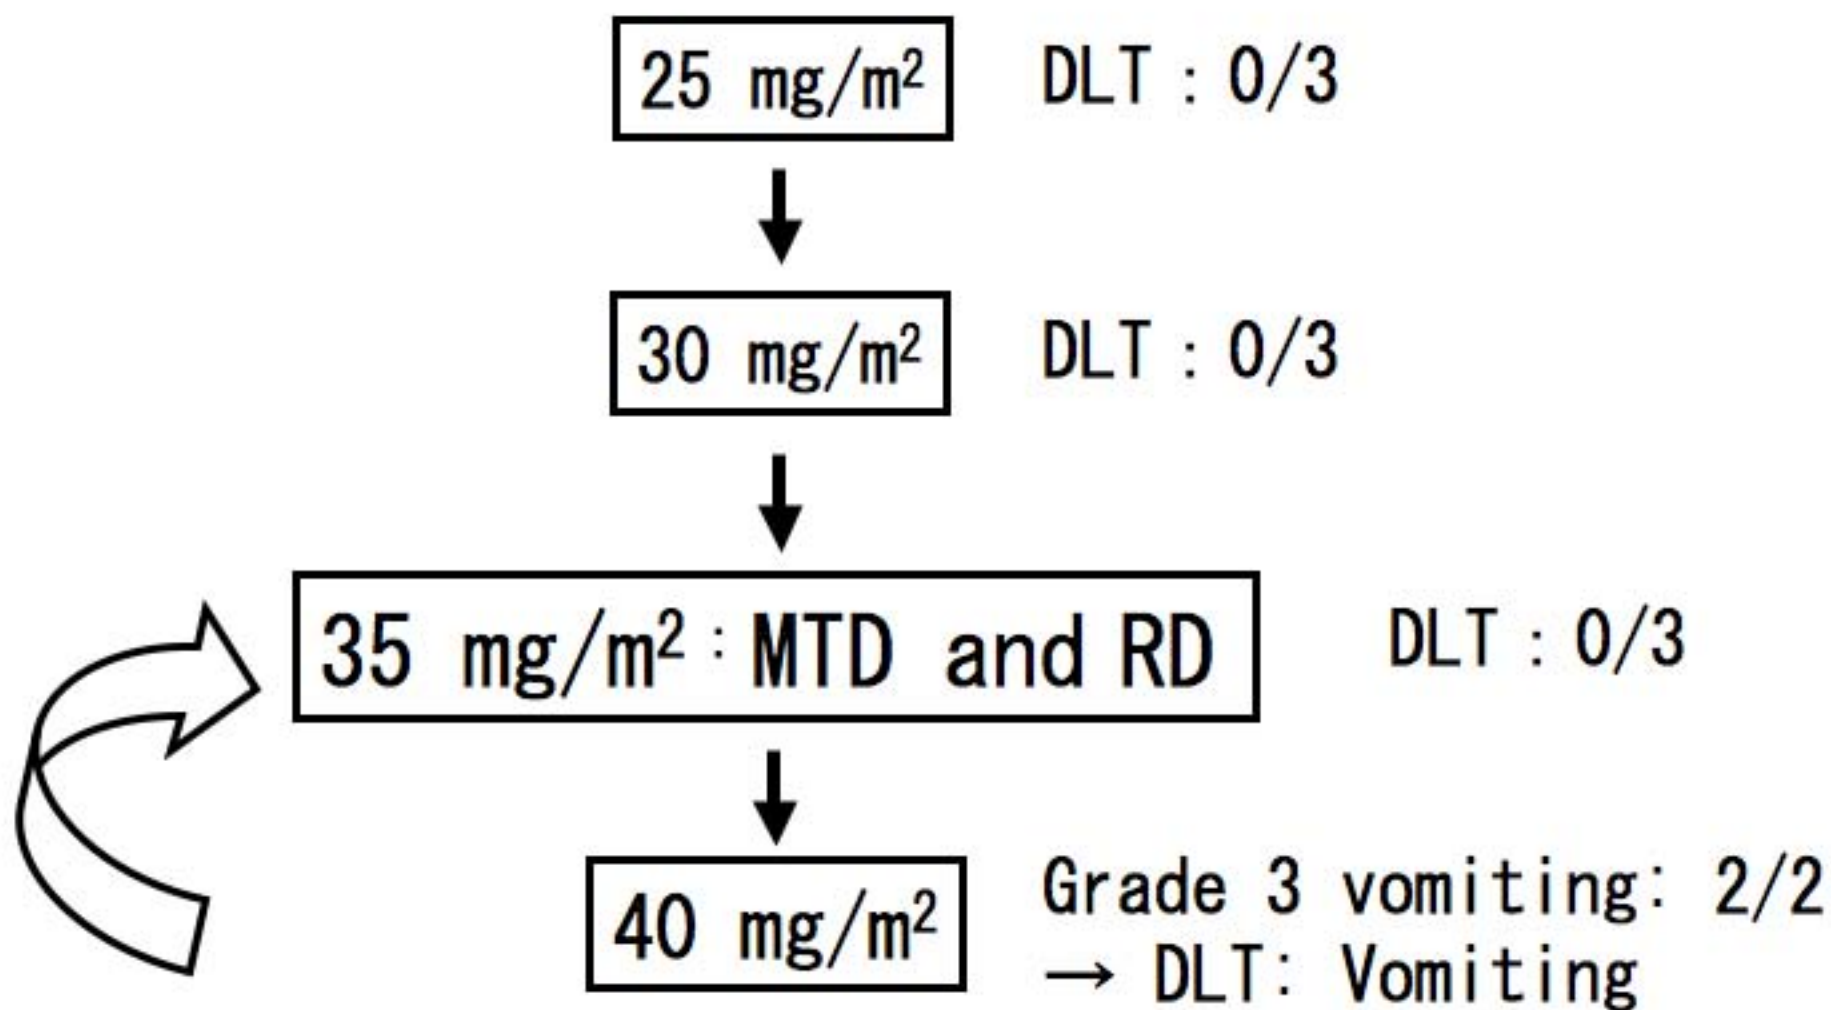 25 mg/m² DLT : 0/3
30 mg/m² DLT : 0/3
35 mg/m² : MTD and RD DLT : 0/3
40 mg/m² Grade 3 vomiting: 2/2
→ DLT: Vomiting